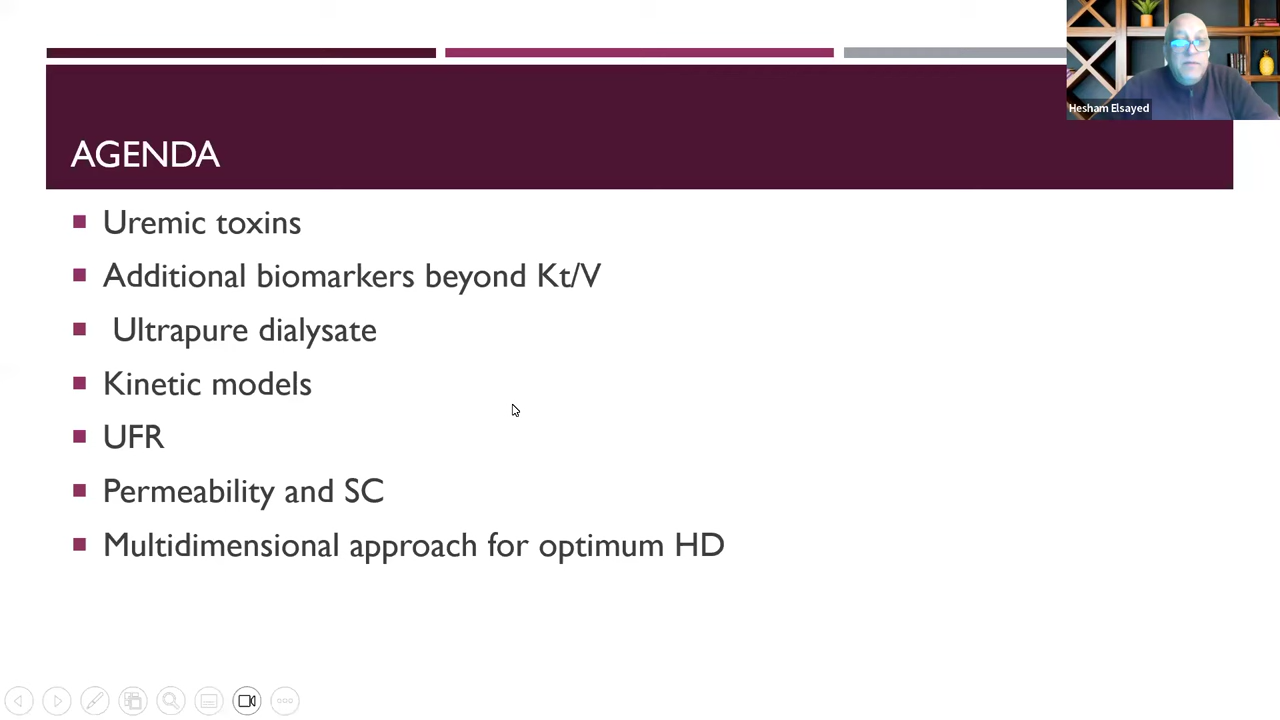 Hesham Elsayed
AGENDA
Uremic toxins
Additional biomarkers beyond Kt/V
Ultrapure dialysate
Kinetic models
UFR
Permeability and SC
Multidimensional approach for optimum HD